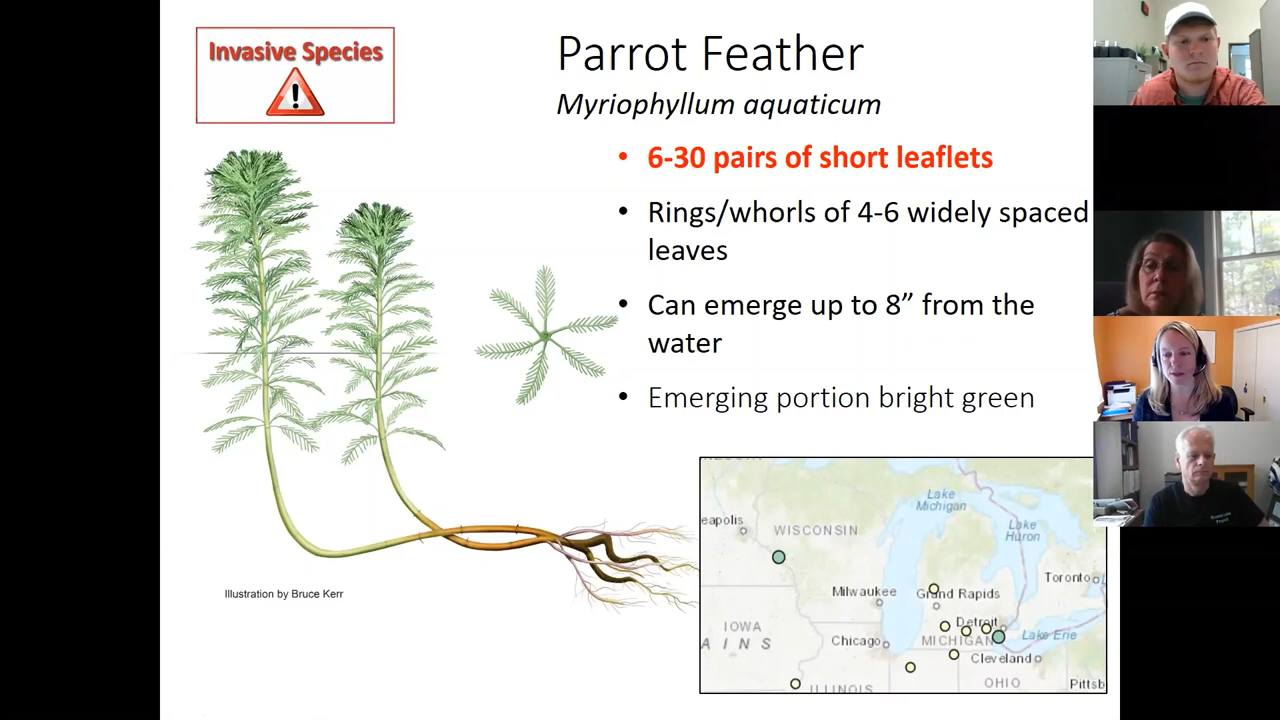 Invasive Species
!
Parrot Feather
Myriophyllum aquaticum
• 6-30 pairs of short leaflets
• Rings/whorls of 4-6 widely spaced
leaves
• Can emerge up to 8” from the
water
• Emerging portion bright green
Illustration by Bruce Kerr
Lake
Michigan
eapolis
WISCONSIN
Lake
Huron
Toronto
Milwaukee
Grand Rapids
IOWA
Detroit
Lake Erie
AINS
Chicago
MICHIGAN
Cleveland
ILLINOIS
OHIO
Pittsb